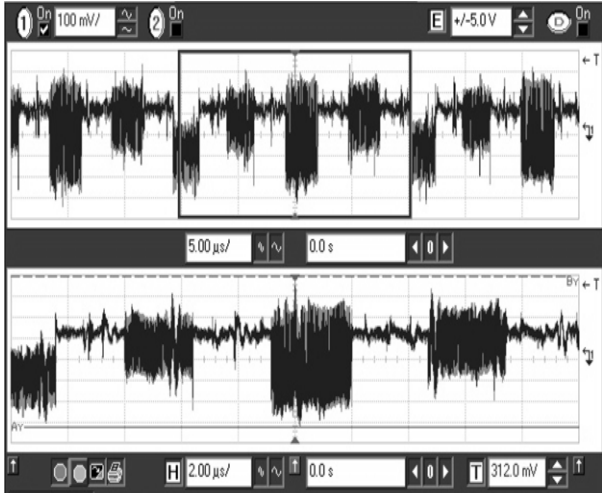 1 On 100 mV/ 2 On E +/-5.0 V D On
T
5.00 µs/ 0.0 s 0
By T
Ay
H 2.00 µs/ 0.0 s 0 T 312.0 mV